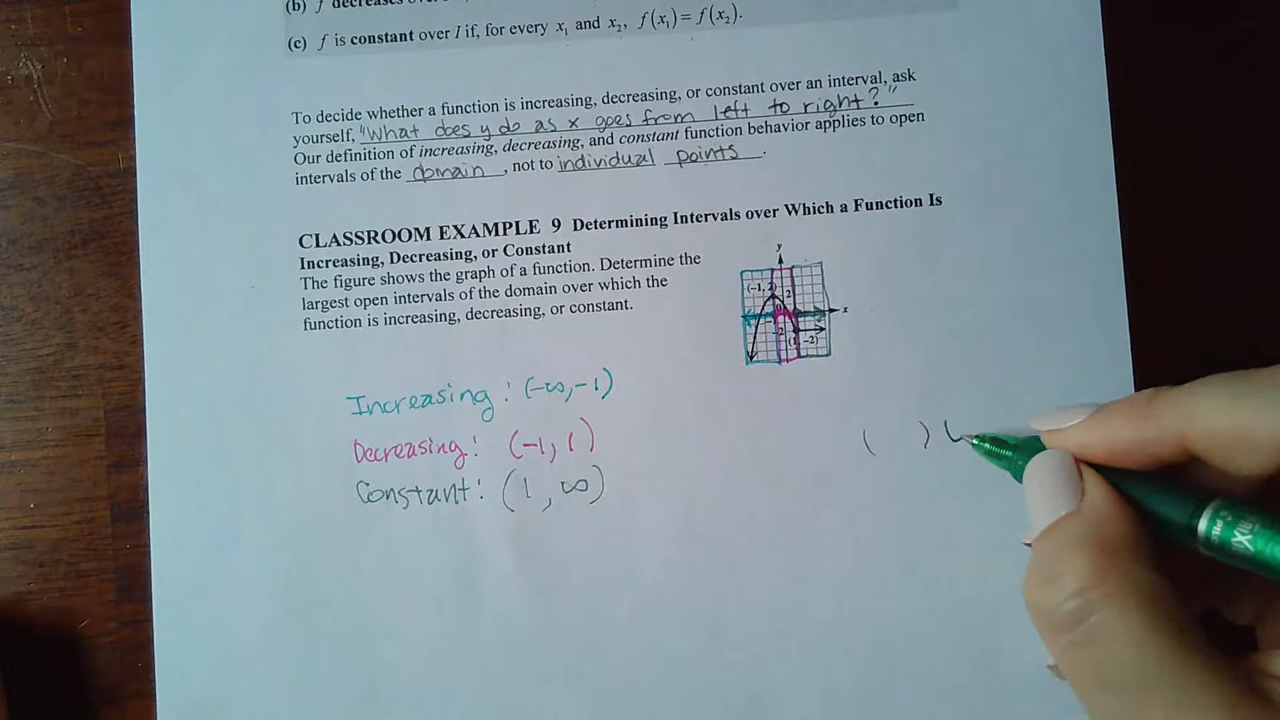 (b) f decreases
(c) f is constant over I if, for every x₁ and x₂, f(x₁) = f(x₂).
To decide whether a function is increasing, decreasing, or constant over an interval, ask
yourself, "What does y do as x goes from left to right?"
Our definition of increasing, decreasing, and constant function behavior applies to open
intervals of the domain, not to individual points.
CLASSROOM EXAMPLE 9 Determining Intervals over Which a Function Is
Increasing, Decreasing, or Constant
The figure shows the graph of a function. Determine the
largest open intervals of the domain over which the
function is increasing, decreasing, or constant.
y
(−1, 2)
2
0
x
−2
(1, −2)
Increasing: (-∞, -1)
Decreasing: (-1, 1)
Constant: (1, ∞)
( ) (